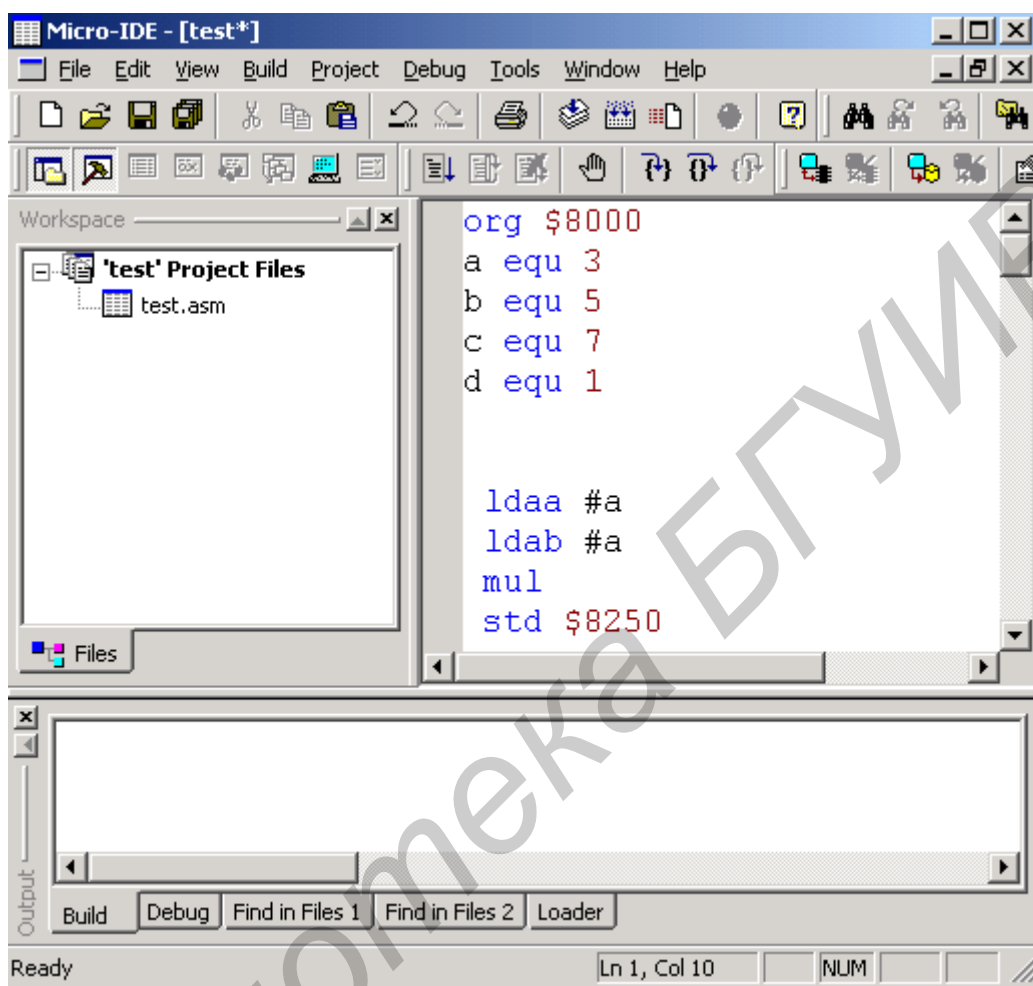 Micro-IDE - [test*]
File Edit View Build Project Debug Tools Window Help
Workspace
'test' Project Files
test.asm
Files
org $8000
a equ 3
b equ 5
c equ 7
d equ 1
ldaa #a
ldab #a
mul
std $8250
Output
Build Debug Find in Files 1 Find in Files 2 Loader
Ready Ln 1, Col 10 NUM